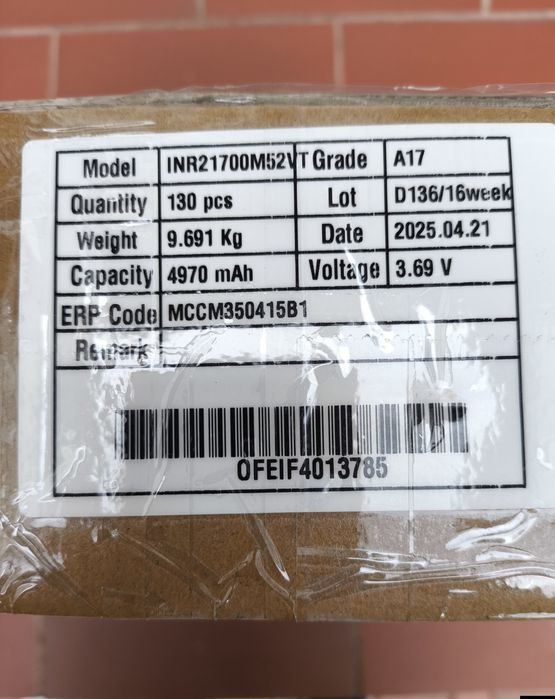 Model INR21700M52VT Grade A17
Quantity 130 pcs Lot D136/16week
Weight 9.691 Kg Date 2025.04.21
Capacity 4970 mAh Voltage 3.69 V
ERP Code MCCM350415B1
Remark
OFEIF4013785